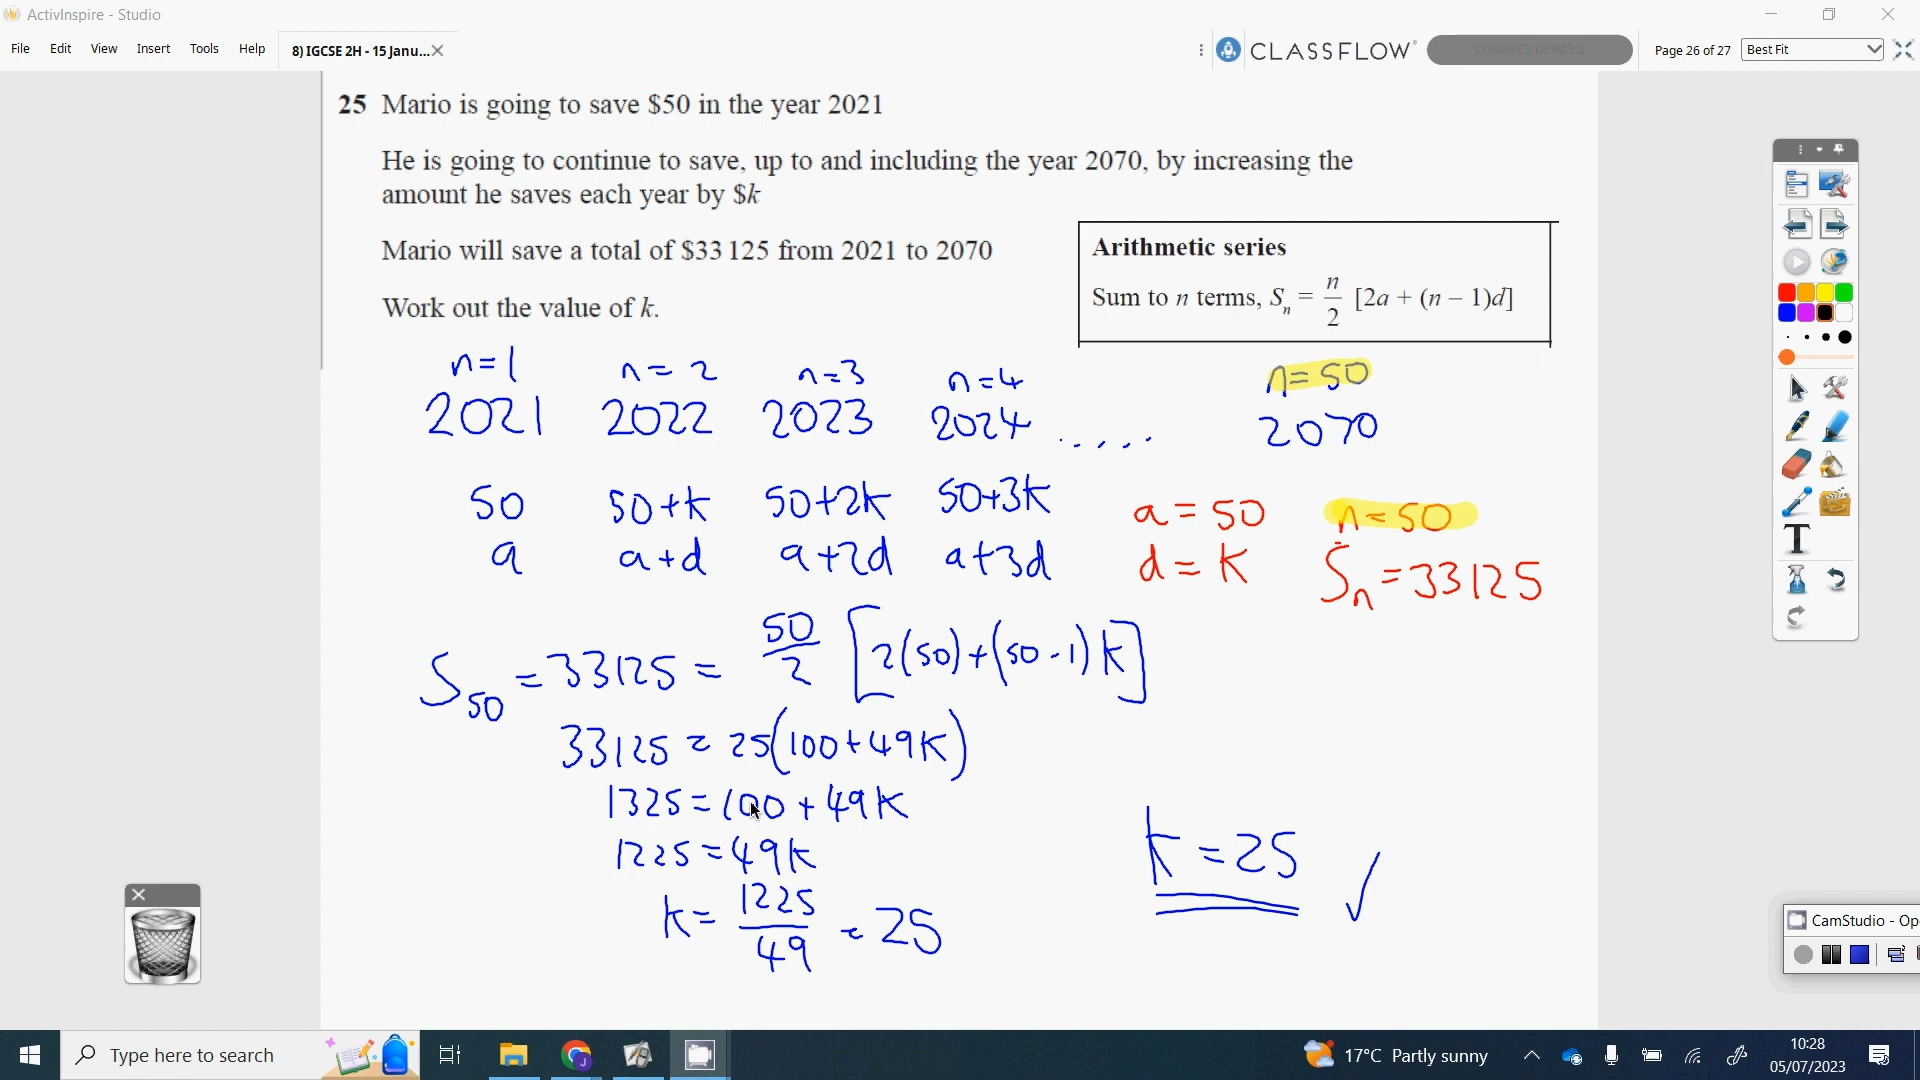 ActivInspire - Studio
File Edit View Insert Tools Help 8) IGCSE 2H - 15 Janu...
CLASSFLOW
Page 26 of 27 Best Fit
25 Mario is going to save $50 in the year 2021
He is going to continue to save, up to and including the year 2070, by increasing the
amount he saves each year by $k
Mario will save a total of $33 125 from 2021 to 2070
Work out the value of k.
Arithmetic series
Sum to n terms, Sn = n/2 [2a + (n – 1)d]
n=1 n=2 n=3 n=4 n=50
2021 2022 2023 2024 ..... 2070
50 50+k 50+2k 50+3k
a a+d a+2d a+3d
a=50 n=50
d=k Sn=33125
S50 = 33125 = 50/2 [2(50)+(50-1)k]
33125 = 25(100+49k)
1325=100+49k
1225=49k
k= 1225/49 = 25
k=25 ✓
T
CamStudio - Op
Type here to search
17°C Partly sunny
10:28
05/07/2023